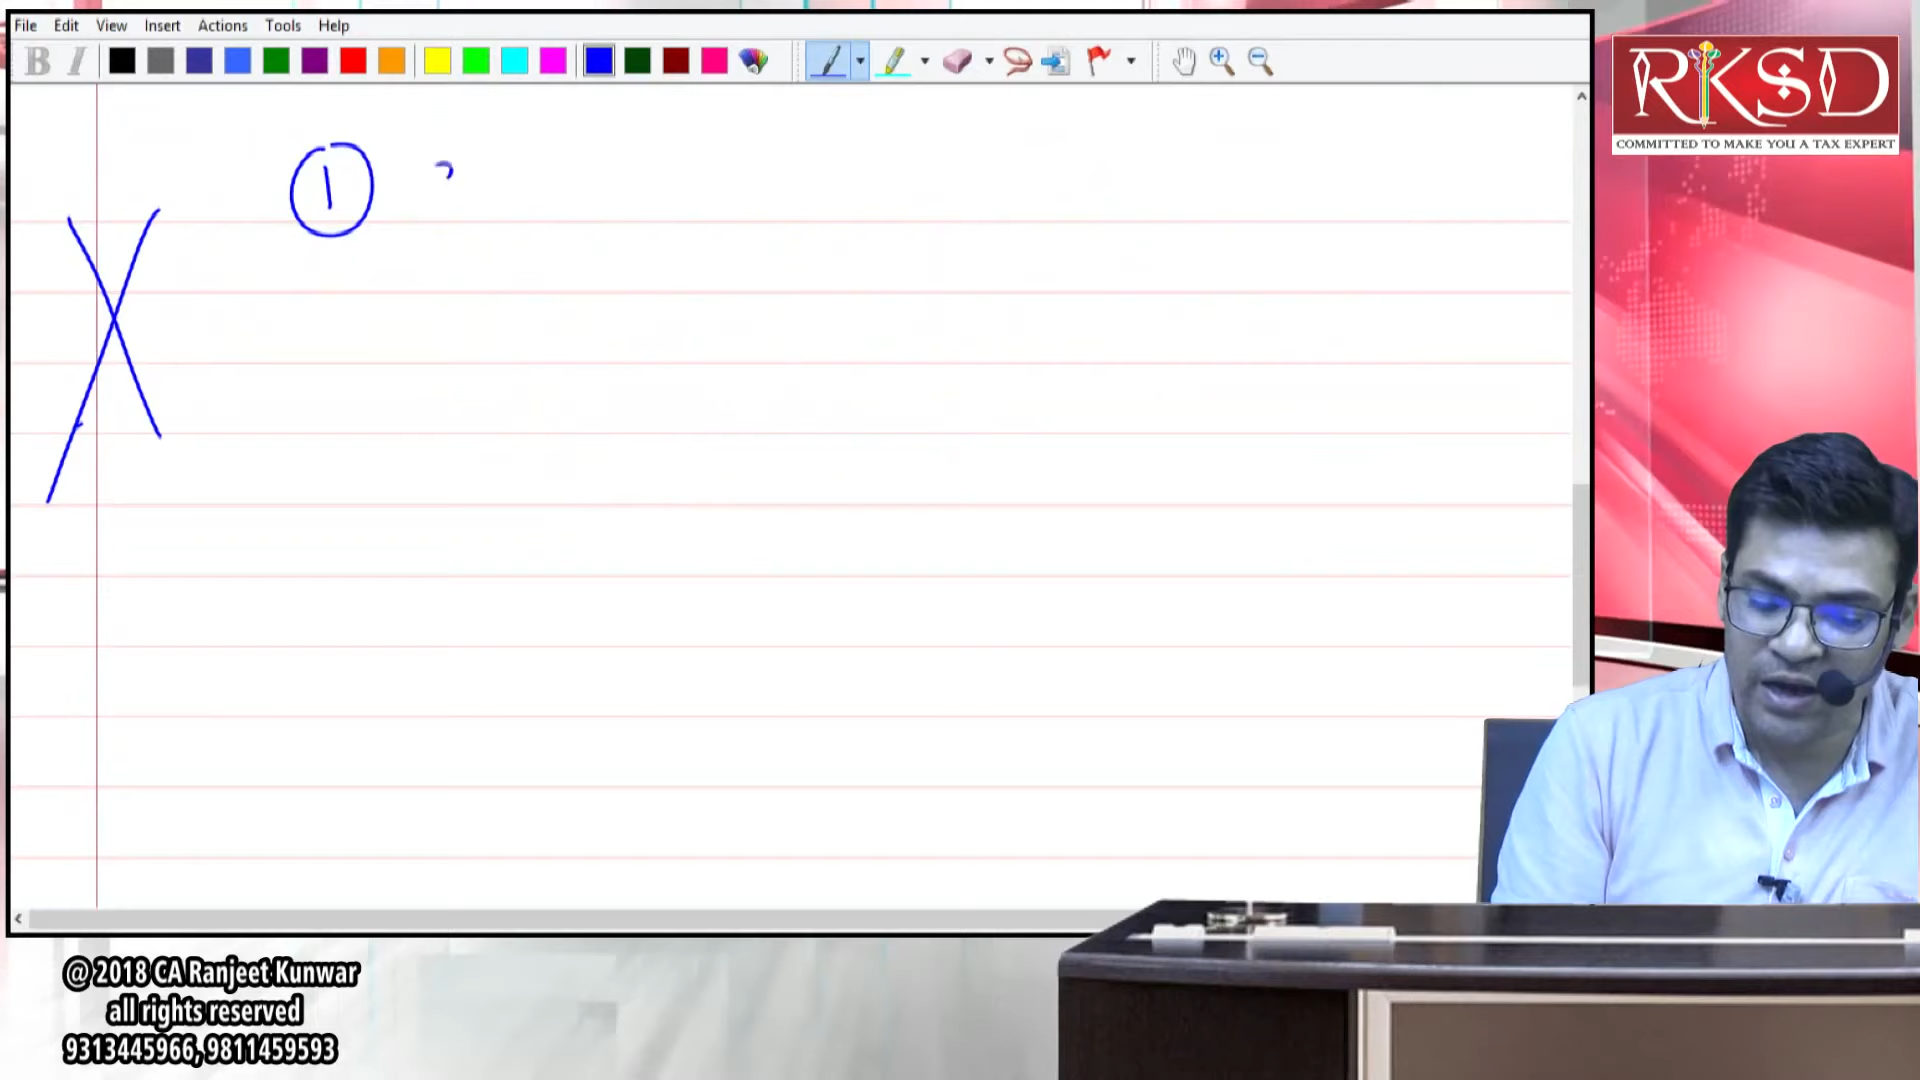 File Edit View Insert Actions Tools Help
B I
RKSD
COMMITTED TO MAKE YOU A TAX EXPERT
1
X
@ 2018 CA Ranjeet Kunwar
all rights reserved
9313445966, 9811459593